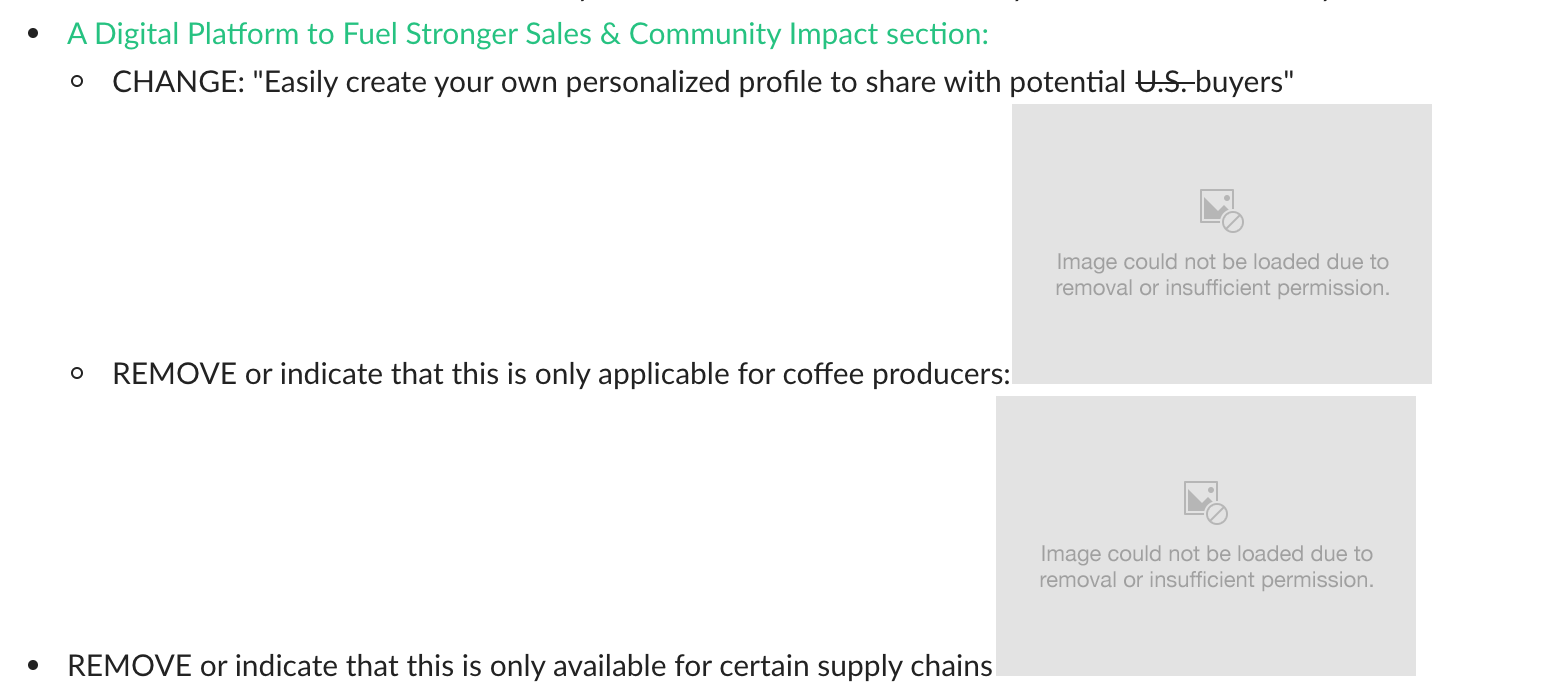 A Digital Platform to Fuel Stronger Sales & Community Impact section:
CHANGE: "Easily create your own personalized profile to share with potential U.S. buyers"
Image could not be loaded due to
removal or insufficient permission.
REMOVE or indicate that this is only applicable for coffee producers:
Image could not be loaded due to
removal or insufficient permission.
REMOVE or indicate that this is only available for certain supply chains